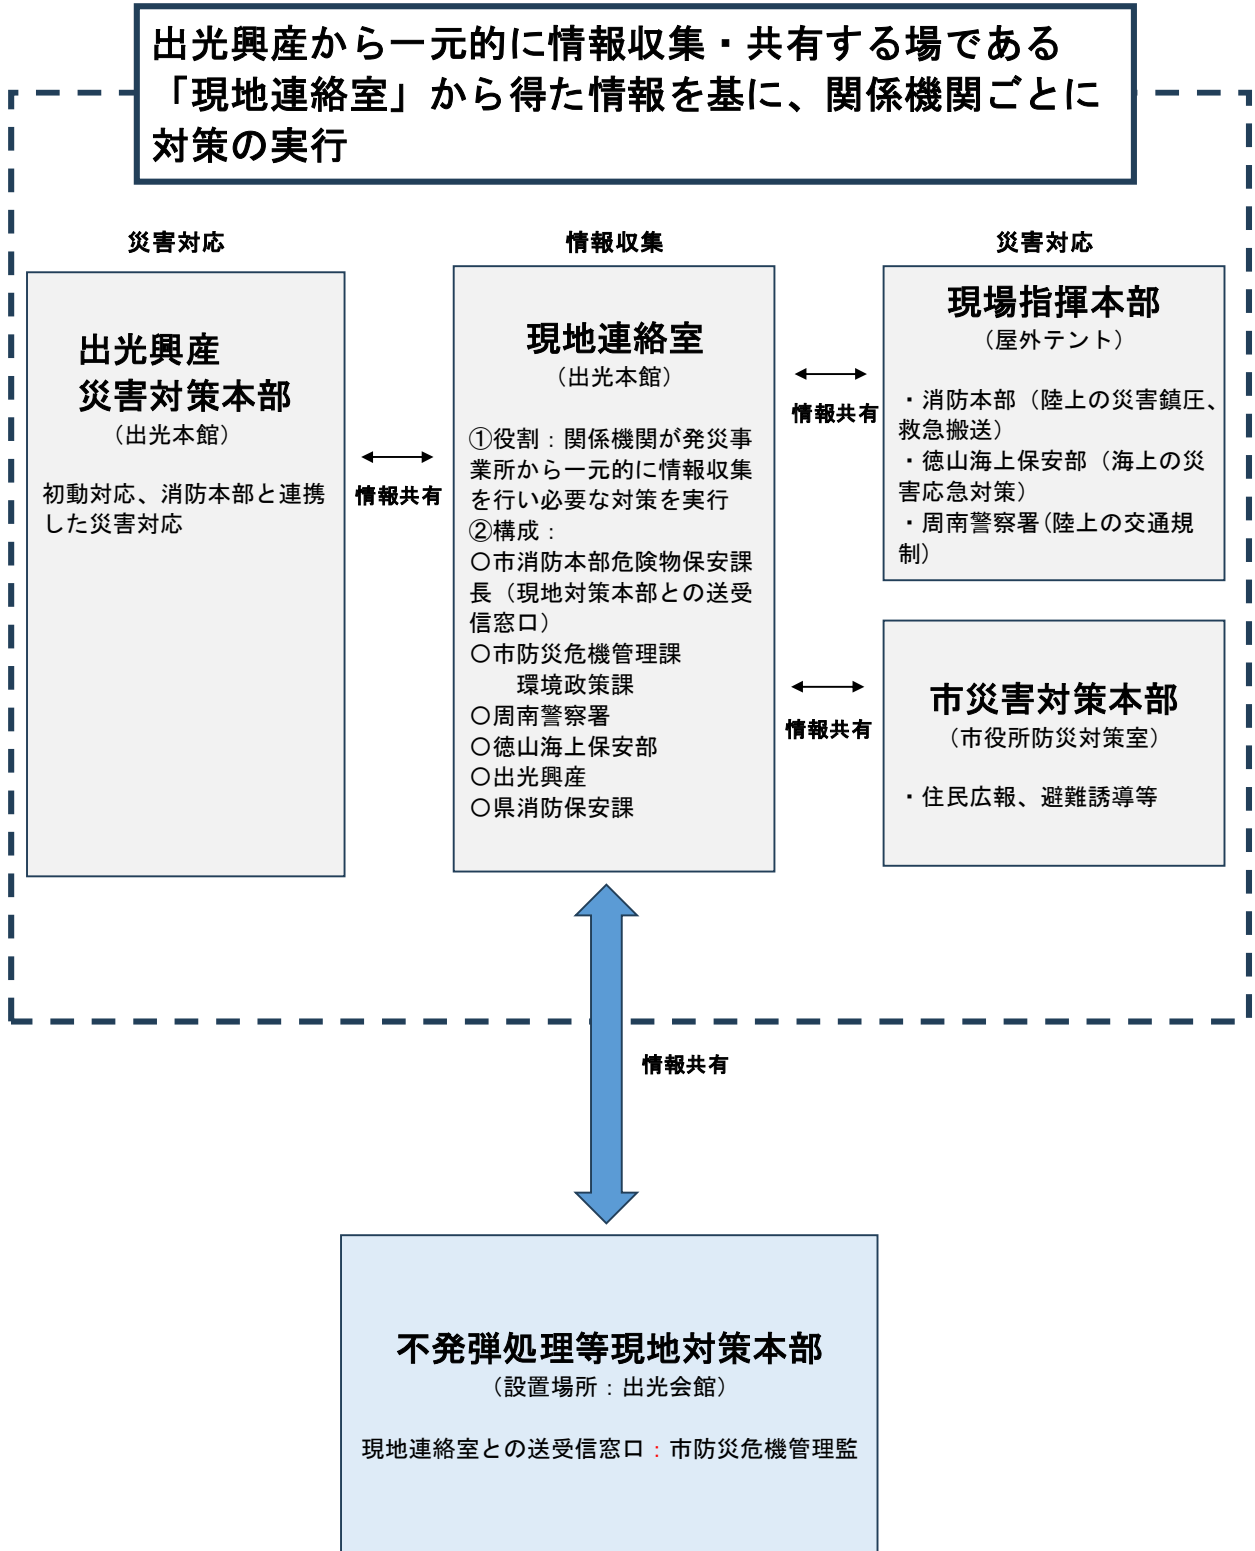 出光興産から一元的に情報収集・共有する場である
「現地連絡室」から得た情報を基に、関係機関ごとに
対策の実行
災害対応
出光興産
災害対策本部
（出光本館）
初動対応、消防本部と連携
した災害対応
情報共有
情報収集
現地連絡室
（出光本館）
①役割：関係機関が発災事
業所から一元的に情報収集
を行い必要な対策を実行
②構成：
〇市消防本部危険物保安課
長（現地対策本部との送受
信窓口）
〇市防災危機管理課
環境政策課
〇周南警察署
〇徳山海上保安部
〇出光興産
〇県消防保安課
情報共有
情報共有
災害対応
現場指揮本部
（屋外テント）
・消防本部（陸上の災害鎮圧、
救急搬送）
・徳山海上保安部（海上の災
害応急対策）
・周南警察署(陸上の交通規
制)
市災害対策本部
（市役所防災対策室）
・住民広報、避難誘導等
情報共有
不発弾処理等現地対策本部
（設置場所：出光会館）
現地連絡室との送受信窓口：市防災危機管理監